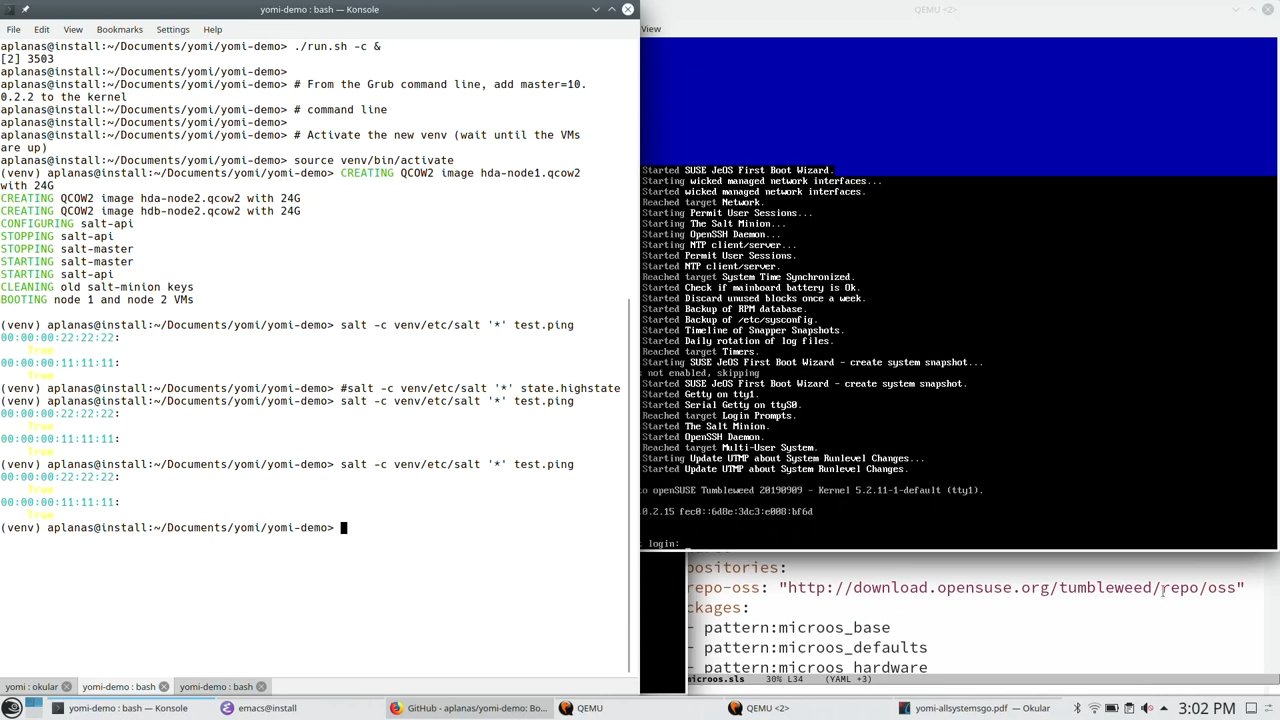 yomi-demo : bash — Konsole
File Edit View Bookmarks Settings Help
aplanas@install:~/Documents/yomi/yomi-demo> ./run.sh -c &
[2] 3503
aplanas@install:~/Documents/yomi/yomi-demo>
aplanas@install:~/Documents/yomi/yomi-demo> # From the Grub command line, add master=10.
0.2.2 to the kernel
aplanas@install:~/Documents/yomi/yomi-demo> # command line
aplanas@install:~/Documents/yomi/yomi-demo>
aplanas@install:~/Documents/yomi/yomi-demo> # Activate the new venv (wait until the VMs
are up)
aplanas@install:~/Documents/yomi/yomi-demo> source venv/bin/activate
(venv) aplanas@install:~/Documents/yomi/yomi-demo> CREATING QCOW2 image hda-node1.qcow2
with 24G
CREATING QCOW2 image hda-node2.qcow2 with 24G
CREATING QCOW2 image hdb-node2.qcow2 with 24G
CONFIGURING salt-api
STOPPING salt-api
STOPPING salt-master
STARTING salt-master
STARTING salt-api
CLEANING old salt-minion keys
BOOTING node 1 and node 2 VMs
(venv) aplanas@install:~/Documents/yomi/yomi-demo> salt -c venv/etc/salt '*' test.ping
00:00:00:22:22:22:
True
00:00:00:11:11:11:
True
(venv) aplanas@install:~/Documents/yomi/yomi-demo> #salt -c venv/etc/salt '*' state.highstate
(venv) aplanas@install:~/Documents/yomi/yomi-demo> salt -c venv/etc/salt '*' test.ping
00:00:00:22:22:22:
True
00:00:00:11:11:11:
True
(venv) aplanas@install:~/Documents/yomi/yomi-demo> salt -c venv/etc/salt '*' test.ping
00:00:00:22:22:22:
True
00:00:00:11:11:11:
True
(venv) aplanas@install:~/Documents/yomi/yomi-demo>
yomi : okular yomi-demo : bash yomi-demo : bash
QEMU <2>
View
Started SUSE JeOS First Boot Wizard.
Starting wicked managed network interfaces...
Started wicked managed network interfaces.
Reached target Network.
Starting Permit User Sessions...
Starting The Salt Minion...
Starting OpenSSH Daemon...
Starting NTP client/server...
Started Permit User Sessions.
Started NTP client/server.
Reached target System Time Synchronized.
Started Check if mainboard battery is Ok.
Started Discard unused blocks once a week.
Started Backup of RPM database.
Started Backup of /etc/sysconfig.
Started Timeline of Snapper Snapshots.
Started Daily rotation of log files.
Reached target Timers.
Starting SUSE JeOS First Boot Wizard - create system snapshot...
not enabled, skipping
Started SUSE JeOS First Boot Wizard - create system snapshot.
Started Getty on tty1.
Started Serial Getty on ttyS0.
Reached target Login Prompts.
Started The Salt Minion.
Started OpenSSH Daemon.
Reached target Multi-User System.
Starting Update UTMP about System Runlevel Changes...
Started Update UTMP about System Runlevel Changes.
to openSUSE Tumbleweed 20190909 - Kernel 5.2.11-1-default (tty1).
0.2.15 fec0::6d8e:3dc3:e008:bf6d
login:
positories:
repo-oss: "http://download.opensuse.org/tumbleweed/repo/oss"
ckages:
- pattern:microos_base
- pattern:microos_defaults
- pattern:microos_hardware
microos.sls 30% L34 (YAML +3)
yomi-demo : bash — Konsole emacs@install GitHub - aplanas/yomi-demo: Bo... QEMU QEMU <2> yomi-allsystemsgo.pdf — Okular 3:02 PM